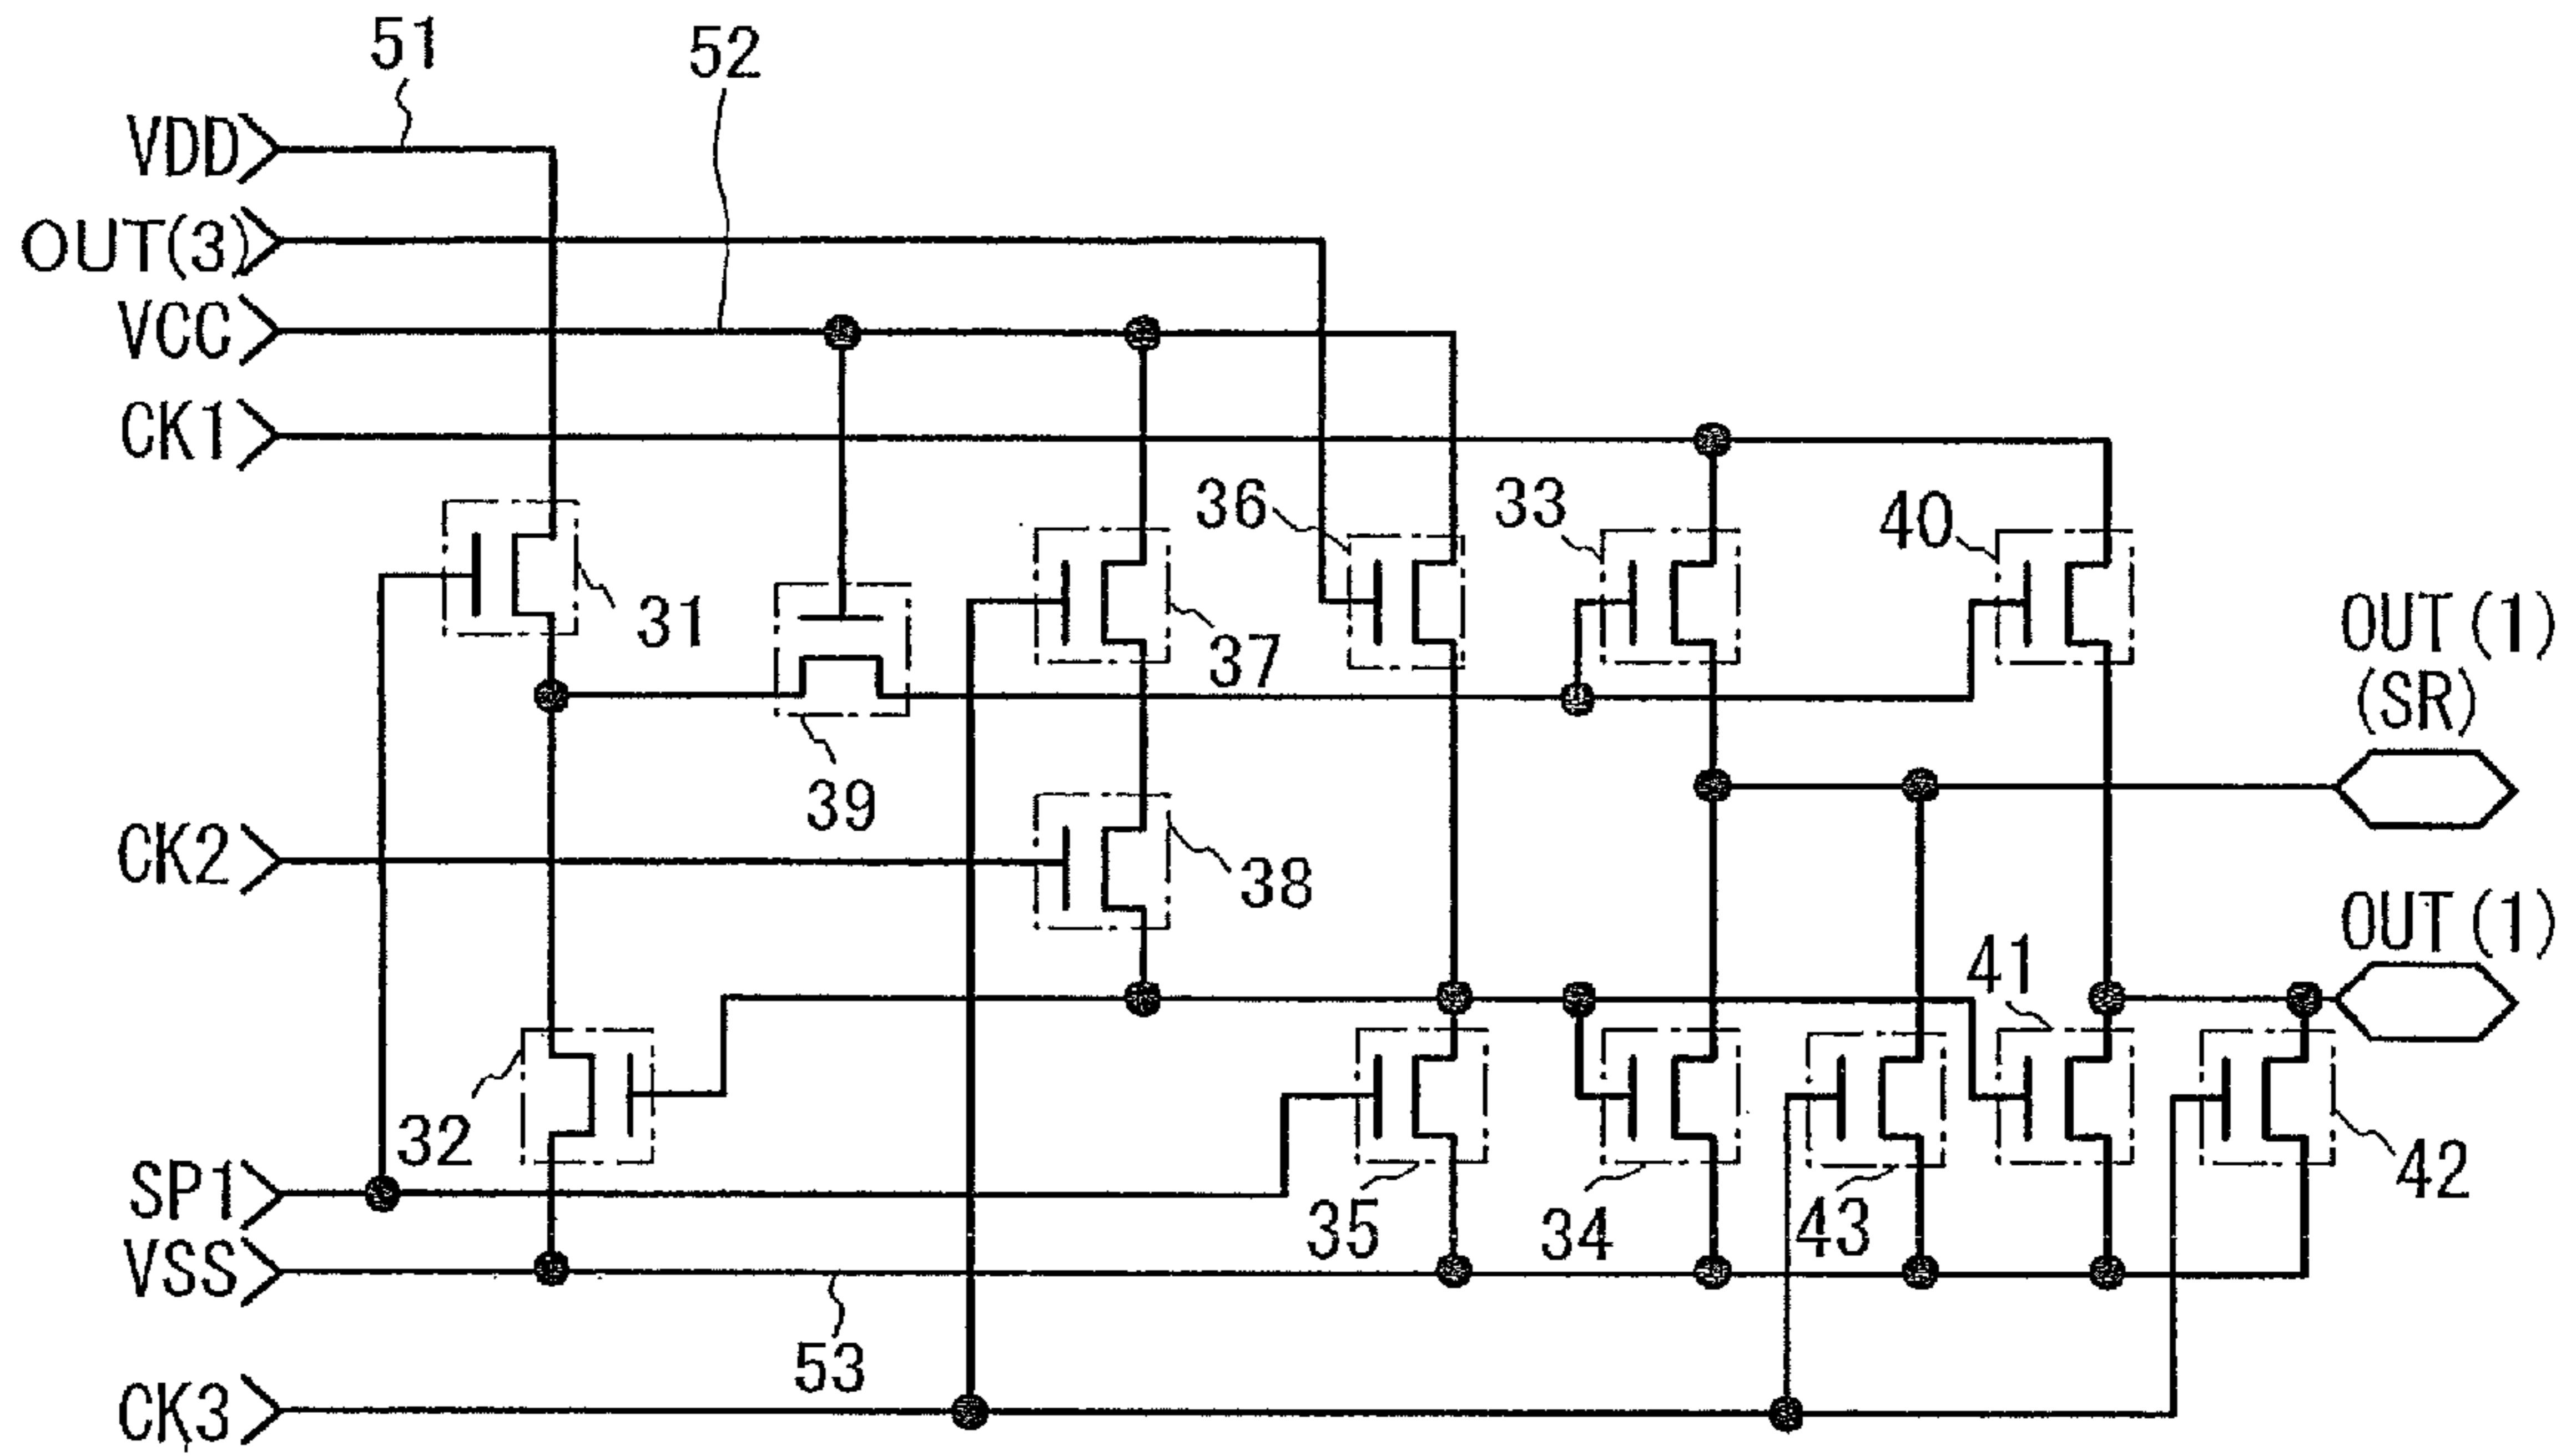 51
52
VDD
OUT(3)
VCC
CK1
36
33
40
31
37
OUT(1)
(SR)
39
CK2
38
OUT(1)
41
32
42
SP1
35
34
43
VSS
53
CK3